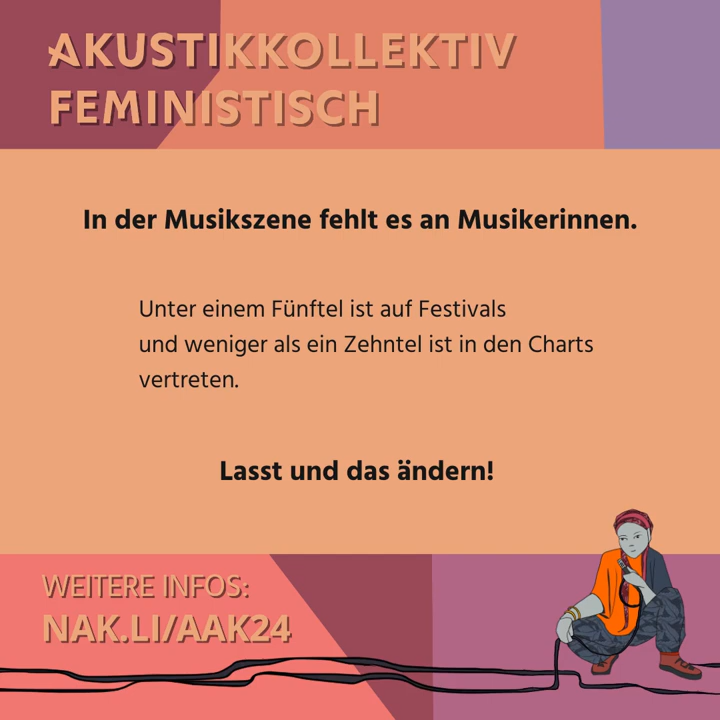 AKUSTIKKOLLEKTIV
FEMINISTISCH
In der Musikszene fehlt es an Musikerinnen.
Unter einem Fünftel ist auf Festivals
und weniger als ein Zehntel ist in den Charts
vertreten.
Lasst und das ändern!
WEITERE INFOS:
NAK.LI/AAK24